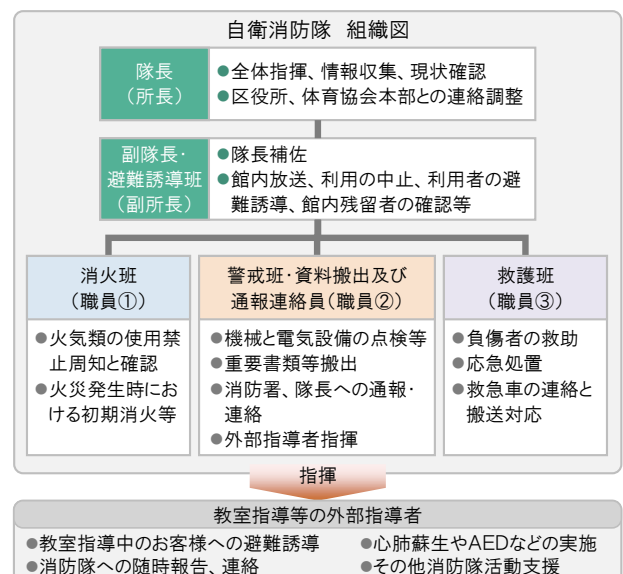 自衛消防隊 組織図
隊長
（所長）
●全体指揮、情報収集、現状確認
●区役所、体育協会本部との連絡調整
副隊長・
避難誘導班
（副所長）
●隊長補佐
●館内放送、利用の中止、利用者の避
難誘導、館内残留者の確認等
消火班
（職員①）
●火気類の使用禁
止周知と確認
●火災発生時にお
ける初期消火等
警戒班・資料搬出及び
通報連絡員（職員②）
●機械と電気設備の点検等
●重要書類等搬出
●消防署、隊長への通報・
連絡
●外部指導者指揮
救護班
（職員③）
●負傷者の救助
●応急処置
●救急車の連絡と
搬送対応
指揮
教室指導等の外部指導者
●教室指導中のお客様への避難誘導
●消防隊への随時報告、連絡
●心肺蘇生やAEDなどの実施
●その他消防隊活動支援